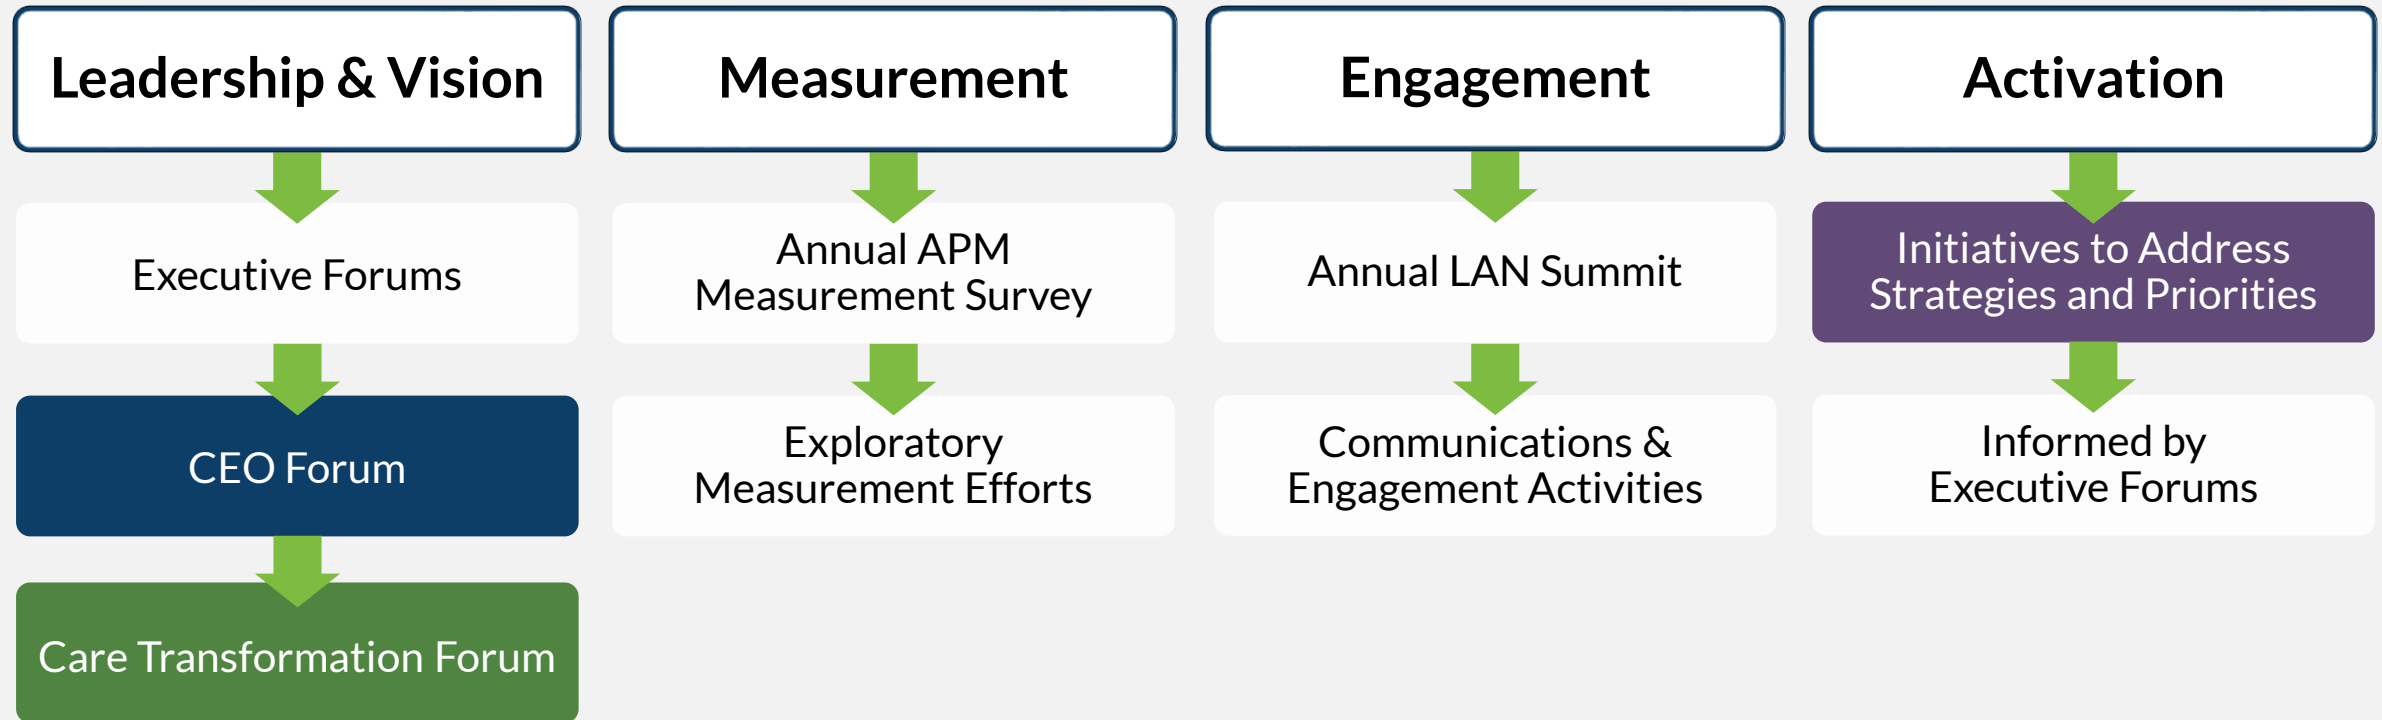 Leadership & Vision
Executive Forums
CEO Forum
Care Transformation Forum
Measurement
Annual APM
Measurement Survey
Exploratory
Measurement Efforts
Engagement
Annual LAN Summit
Communications &
Engagement Activities
Activation
Initiatives to Address
Strategies and Priorities
Informed by
Executive Forums